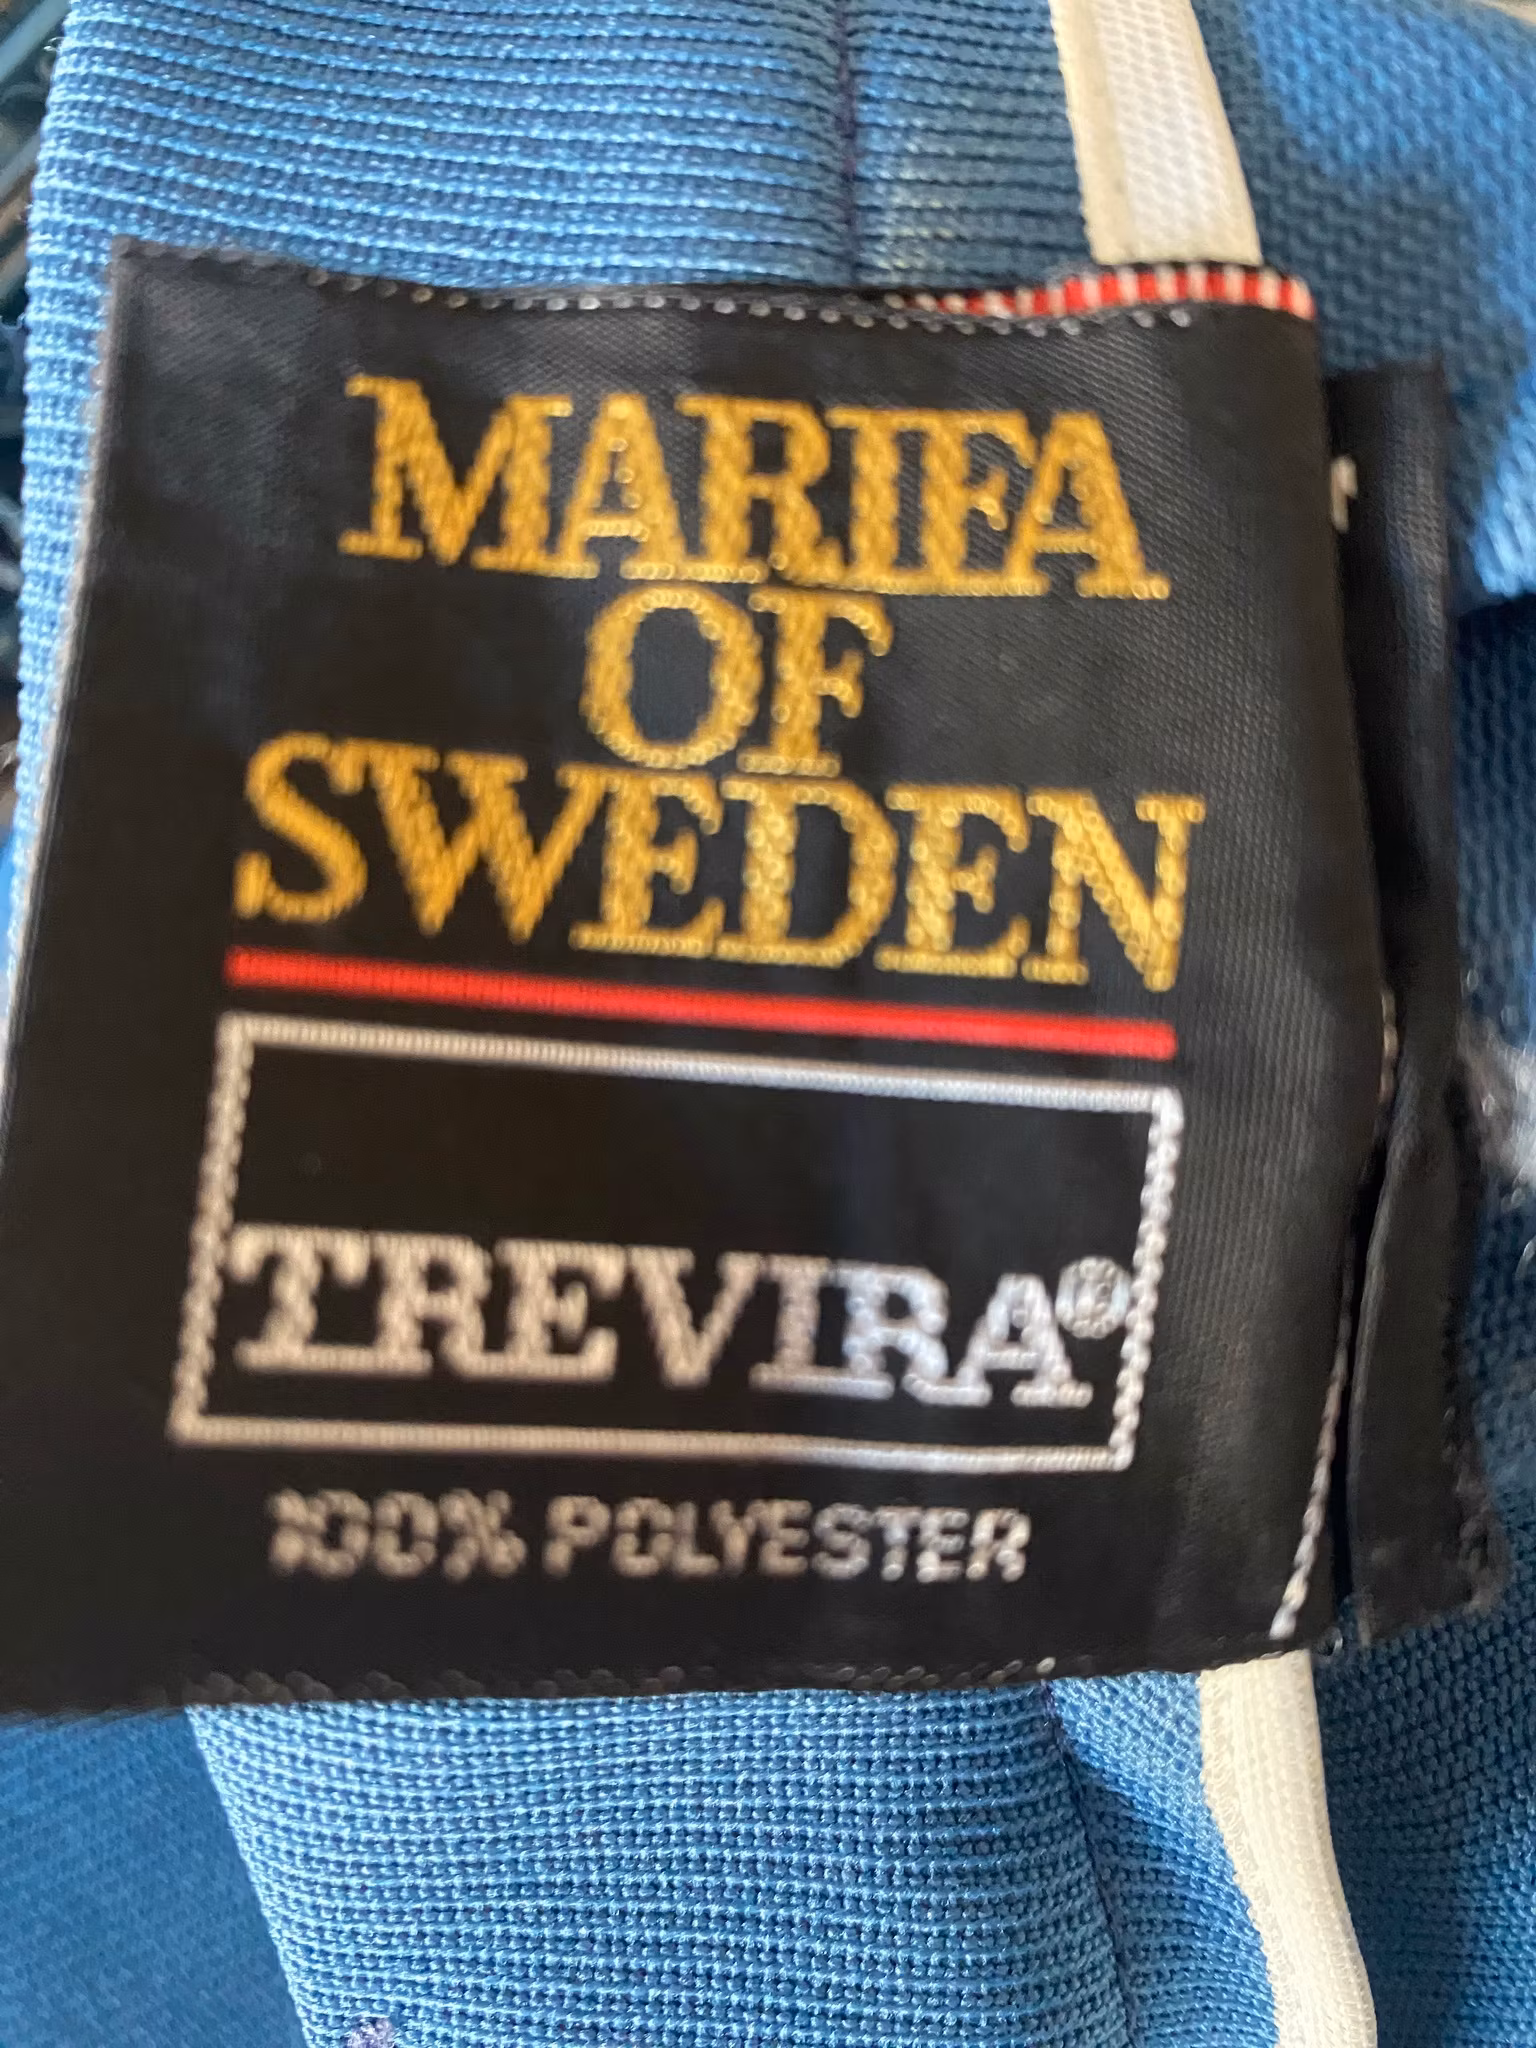 MARIFA
OF
SWEDEN
TREVIRA®
100% POLYESTER